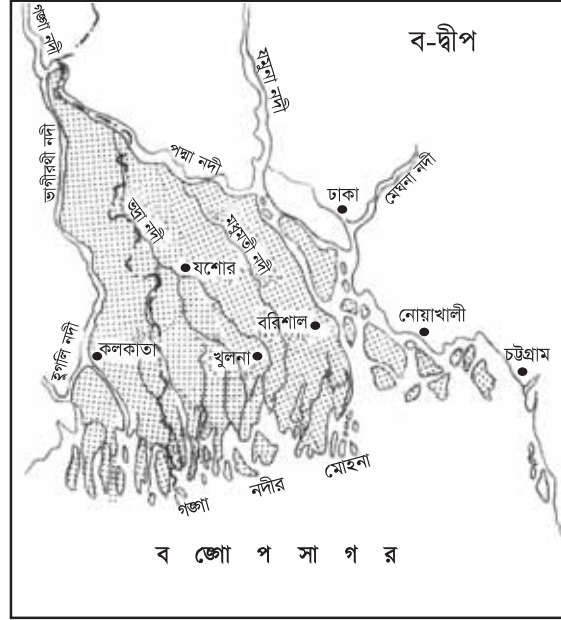 ব-দ্বীপ
গঙ্গা নদী
যমুনা নদী
ভাগীরথী নদী
পদ্মা নদী
মেঘনা নদী
ঢাকা
ভদ্রা নদী
মধুমতী নদী
যশোর
নোয়াখালী
বরিশাল
হুগলি নদী
কলকাতা
খুলনা
চট্টগ্রাম
গঙ্গা নদীর মোহনা
ব ঙ্গো প সা গ র